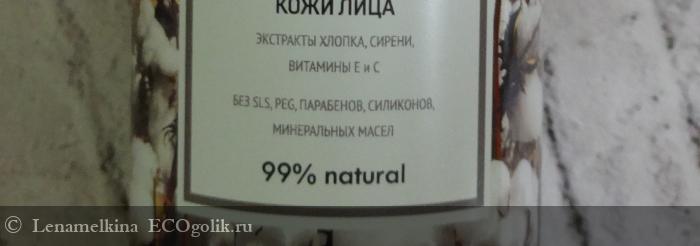 КОЖИ ЛИЦА
ЭКСТРАКТЫ ХЛОПКА, СИРЕНИ,
ВИТАМИНЫ Е и С
БЕЗ SLS, PEG, ПАРАБЕНОВ, СИЛИКОНОВ,
МИНЕРАЛЬНЫХ МАСЕЛ
99% natural
© Lenamelkina ECOgolik.ru